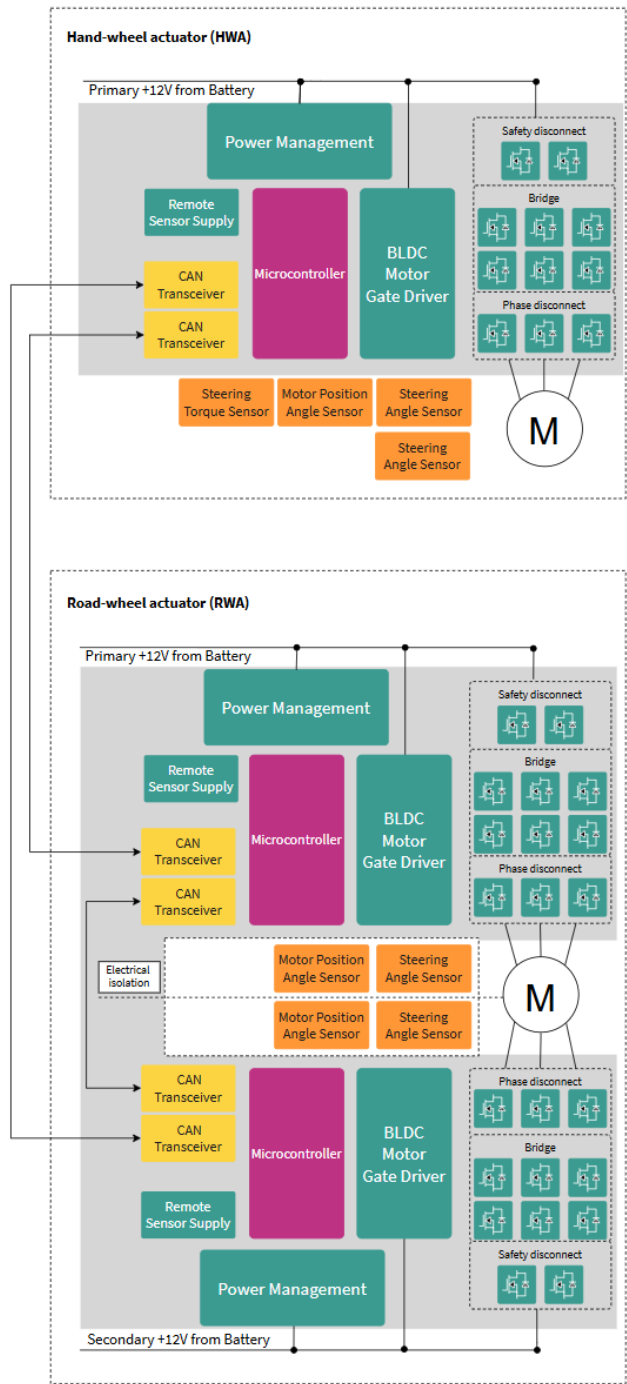 Hand-wheel actuator (HWA)
Primary +12V from Battery
Power Management
Safety disconnect
Remote
Sensor Supply
Microcontroller
BLDC
Motor
Gate Driver
Bridge
CAN
Transceiver
CAN
Transceiver
Phase disconnect
Steering
Torque Sensor
Motor Position
Angle Sensor
Steering
Angle Sensor
Steering
Angle Sensor
M
Road-wheel actuator (RWA)
Primary +12V from Battery
Power Management
Safety disconnect
Remote
Sensor Supply
Microcontroller
BLDC
Motor
Gate Driver
Bridge
CAN
Transceiver
CAN
Transceiver
Phase disconnect
Electrical
isolation
Motor Position
Angle Sensor
Steering
Angle Sensor
Motor Position
Angle Sensor
Steering
Angle Sensor
M
CAN
Transceiver
CAN
Transceiver
Microcontroller
BLDC
Motor
Gate Driver
Phase disconnect
Bridge
Remote
Sensor Supply
Power Management
Safety disconnect
Secondary +12V from Battery